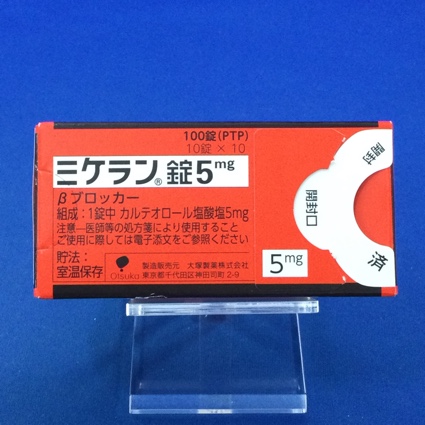 100錠(PTP)
10錠 × 10
ミケラン®錠5mg
βブロッカー
組成:1錠中 カルテオロール塩酸塩5mg
注意—医師等の処方箋により使用すること
ご使用に際しては電子添文をご参照ください
貯法:
室温保存
Otsuka
製造販売元 大塚製薬株式会社
東京都千代田区神田司町2-9
5mg
開封口
開封
済